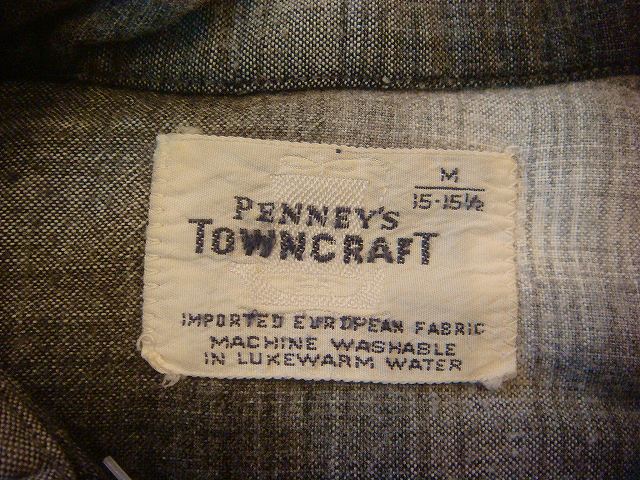 M
15-15½
PENNEY'S
TOWNCRAFT
IMPORTED EUROPEAN FABRIC
MACHINE WASHABLE
IN LUKEWARM WATER